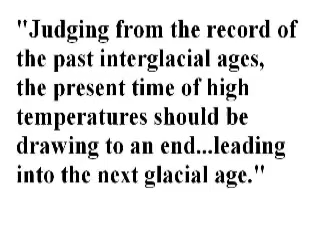 "Judging from the record of
the past interglacial ages,
the present time of high
temperatures should be
drawing to an end...leading
into the next glacial age."